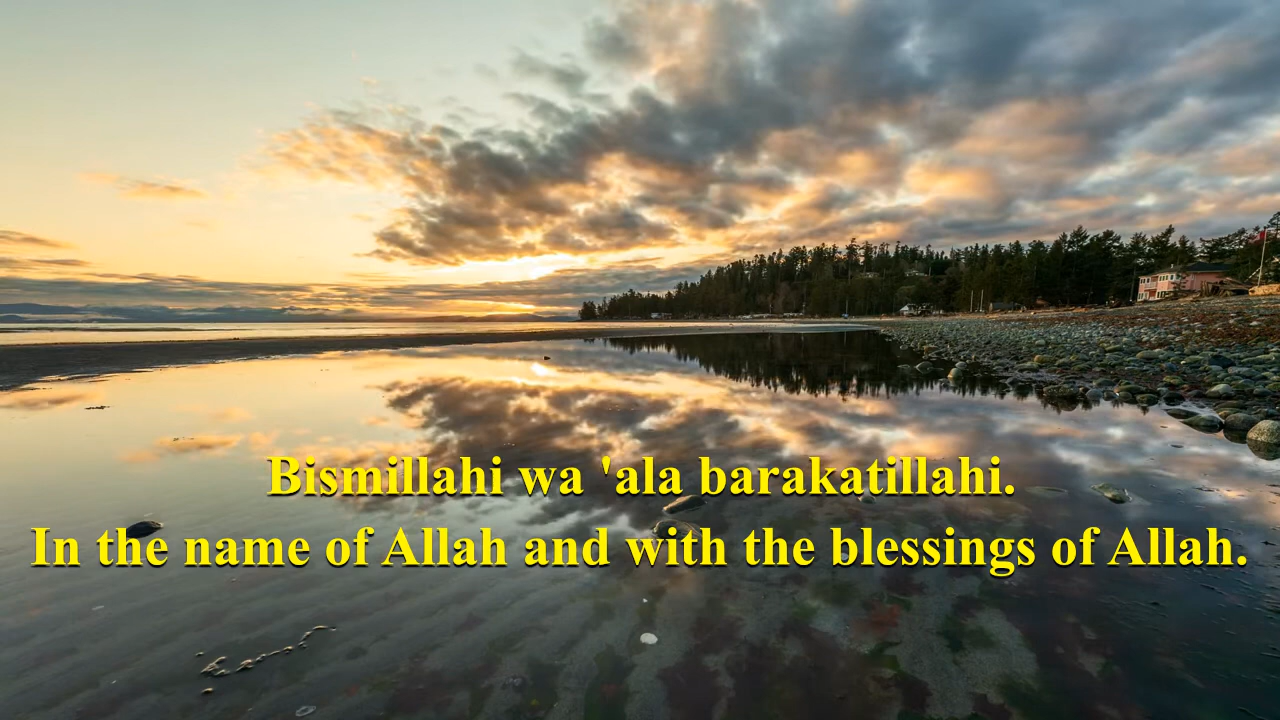 Bismillahi wa 'ala barakatillahi.
In the name of Allah and with the blessings of Allah.